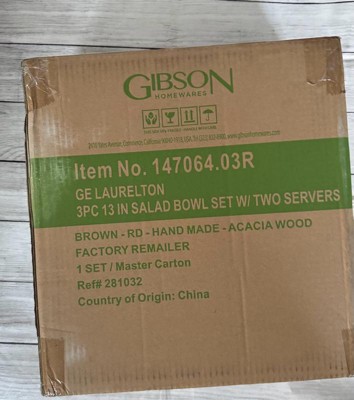 GIBSON
HOMEWARES
Item No. 147064.03R
GE LAURELTON
3PC 13 IN SALAD BOWL SET W/ TWO SERVERS
BROWN - RD - HAND MADE - ACACIA WOOD
FACTORY REMAILER
1 SET / Master Carton
Ref# 281032
Country of Origin: China